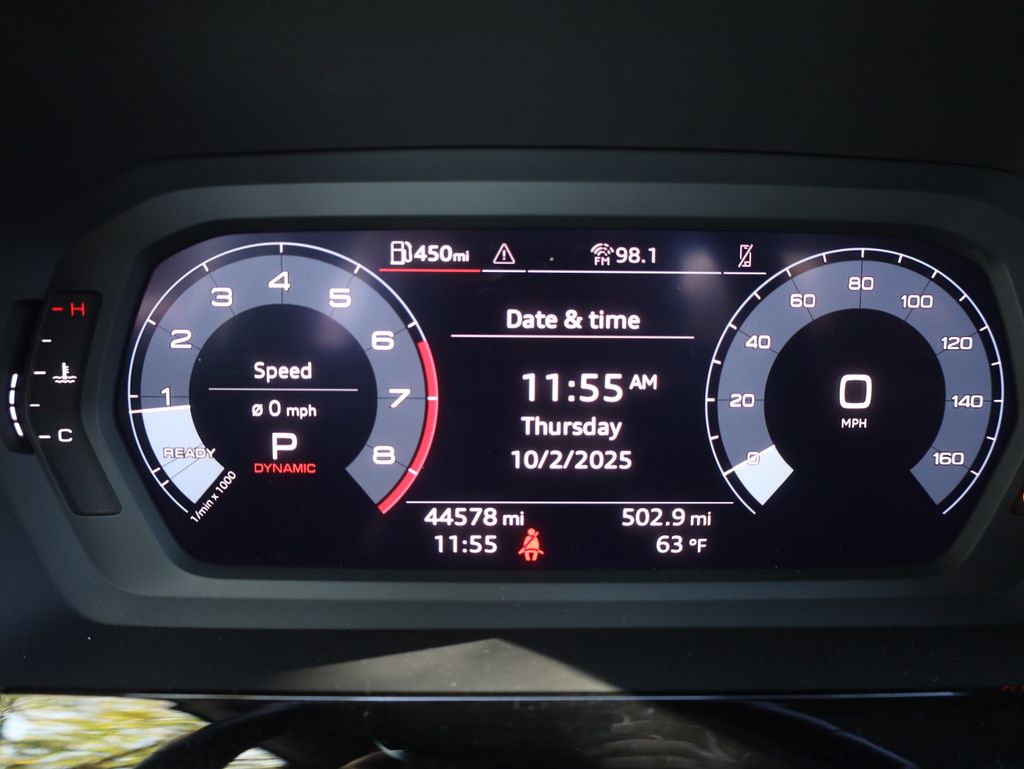 450mi
FM 98.1
H
C
1
2
3
4
5
6
7
8
READY
1/min x 1000
Speed
ø 0 mph
P
DYNAMIC
Date & time
11:55 AM
Thursday
10/2/2025
44578 mi
502.9 mi
11:55
63 °F
0
20
40
60
80
100
120
140
160
0
MPH